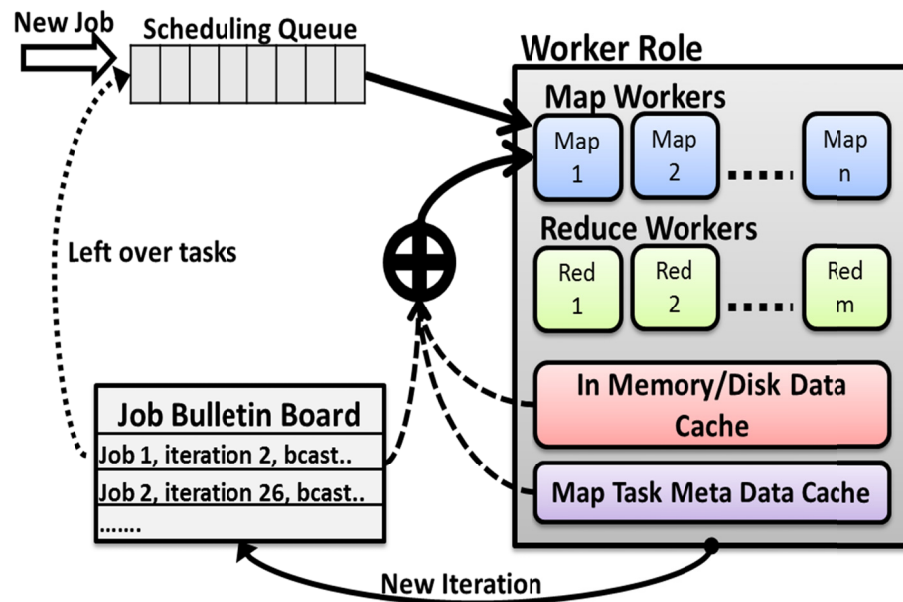 New Job
Scheduling Queue
Worker Role
Map Workers
Map
1
Map
2
......
Map
n
Reduce Workers
Red
1
Red
2
......
Red
m
Left over tasks
In Memory/Disk Data
Cache
Map Task Meta Data Cache
Job Bulletin Board
Job 1, iteration 2, bcast..
Job 2, iteration 26, bcast..
.......
New Iteration